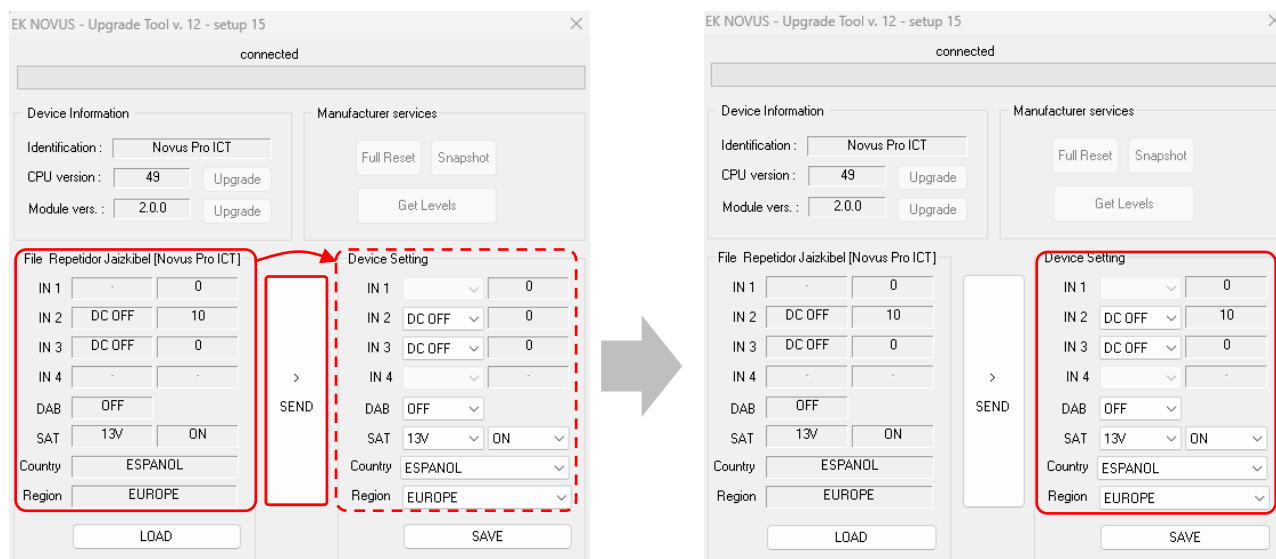 EK NOVUS - Upgrade Tool v. 12 - setup 15
connected
Device Information
Manufacturer services
Identification : Novus Pro ICT
Full Reset Snapshot
CPU version : 49 Upgrade
Get Levels
Module vers. : 2.0.0 Upgrade
File Repetidor Jaizkibel [Novus Pro ICT]
IN 1 - 0
IN 2 DC OFF 10
IN 3 DC OFF 0
IN 4 - -
DAB OFF
SAT 13V ON
Country ESPANOL
Region EUROPE
LOAD
>
SEND
Device Setting
IN 1 0
IN 2 DC OFF 0
IN 3 DC OFF 0
IN 4 -
DAB OFF
SAT 13V ON
Country ESPANOL
Region EUROPE
SAVE
EK NOVUS - Upgrade Tool v. 12 - setup 15
connected
Device Information
Manufacturer services
Identification : Novus Pro ICT
Full Reset Snapshot
CPU version : 49 Upgrade
Get Levels
Module vers. : 2.0.0 Upgrade
File Repetidor Jaizkibel [Novus Pro ICT]
IN 1 - 0
IN 2 DC OFF 10
IN 3 DC OFF 0
IN 4 - -
DAB OFF
SAT 13V ON
Country ESPANOL
Region EUROPE
LOAD
>
SEND
Device Setting
IN 1 0
IN 2 DC OFF 10
IN 3 DC OFF 0
IN 4 -
DAB OFF
SAT 13V ON
Country ESPANOL
Region EUROPE
SAVE